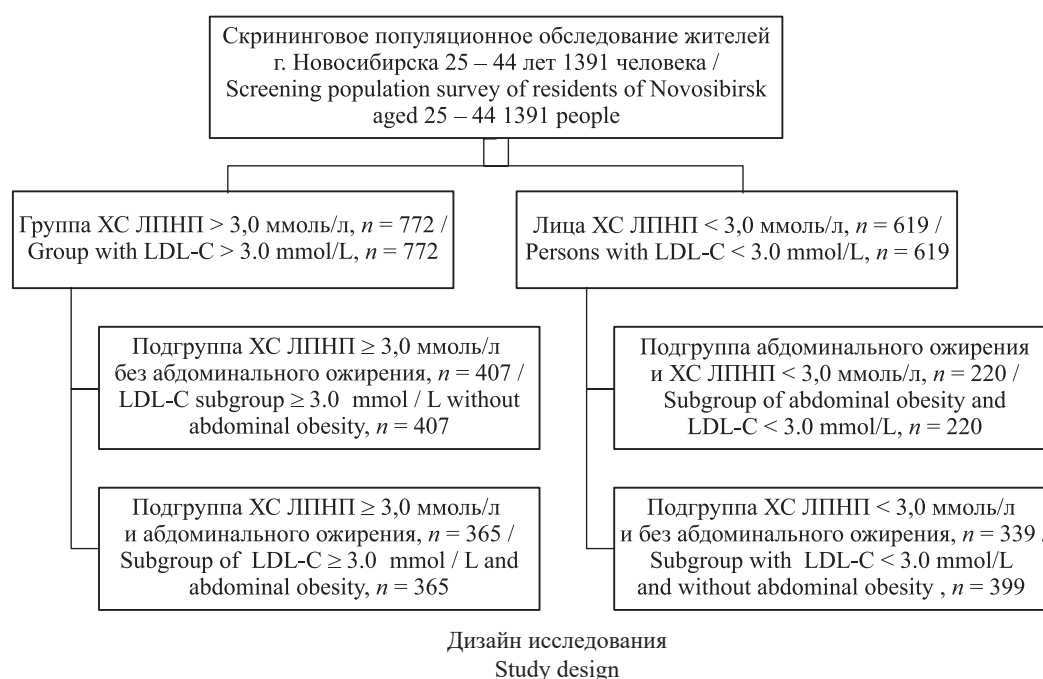 Скрининговое популяционное обследование жителей
г. Новосибирска 25 – 44 лет 1391 человека /
Screening population survey of residents of Novosibirsk
aged 25 – 44 1391 people
Группа ХС ЛПНП > 3,0 ммоль/л, n = 772 /
Group with LDL-C > 3.0 mmol/L, n = 772
Лица ХС ЛПНП < 3,0 ммоль/л, n = 619 /
Persons with LDL-C < 3.0 mmol/L, n = 619
Подгруппа ХС ЛПНП ≥ 3,0 ммоль/л
без абдоминального ожирения, n = 407 /
LDL-C subgroup ≥ 3.0 mmol / L without
abdominal obesity, n = 407
Подгруппа абдоминального ожирения
и ХС ЛПНП < 3,0 ммоль/л, n = 220 /
Subgroup of abdominal obesity and
LDL-C < 3.0 mmol/L, n = 220
Подгруппа ХС ЛПНП ≥ 3,0 ммоль/л
и абдоминального ожирения, n = 365 /
Subgroup of LDL-C ≥ 3.0 mmol / L and
abdominal obesity, n = 365
Подгруппа ХС ЛПНП < 3,0 ммоль/л
и без абдоминального ожирения, n = 339 /
Subgroup with LDL-C < 3.0 mmol/L
and without abdominal obesity , n = 399
Дизайн исследования
Study design